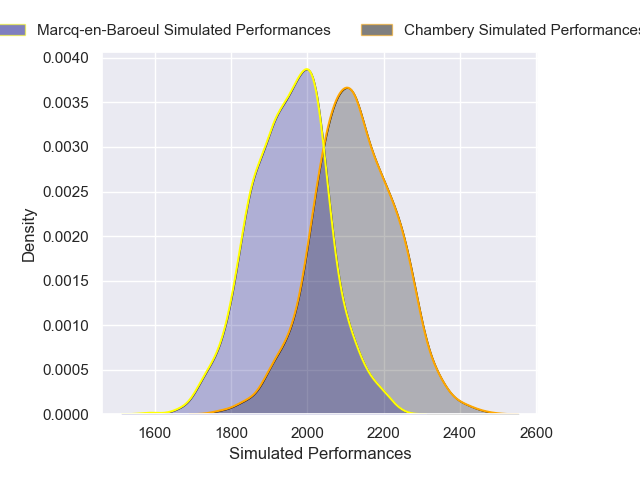 Marcq-en-Baroeul Simulated Performances
Chambery Simulated Performances
0.0040
0.0035
0.0030
0.0025
0.0020
0.0015
0.0010
0.0005
0.0000
Density
1600 1800 2000 2200 2400 2600
Simulated Performances